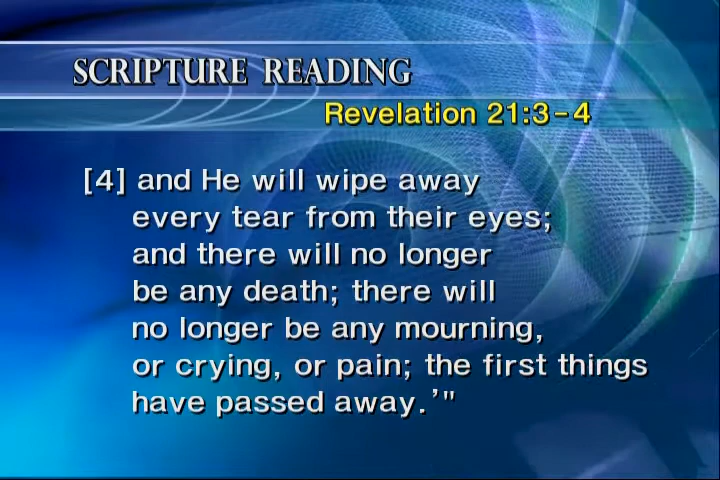 SCRIPTURE READING
Revelation 21:3-4
[4] and He will wipe away
every tear from their eyes;
and there will no longer
be any death; there will
no longer be any mourning,
or crying, or pain; the first things
have passed away.'"